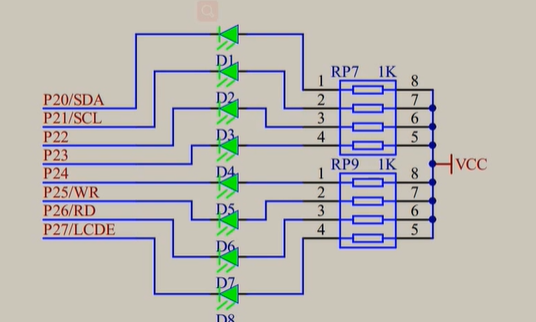 D1
RP7 1K
1 8
P20/SDA
D2
2 7
P21/SCL
3 6
P22
D3
4 5
P23
RP9 1K
VCC
P24
D4
1 8
P25/WR
2 7
P26/RD
D5
3 6
P27/LCDE
4 5
D6
D7
D8